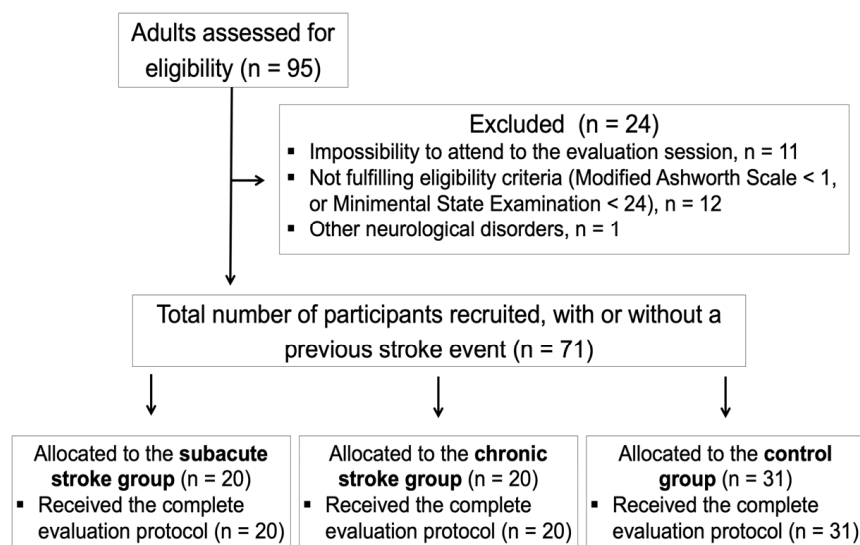 Adults assessed for
eligibility (n = 95)
Excluded (n = 24)
▪ Impossibility to attend to the evaluation session, n = 11
▪ Not fulfilling eligibility criteria (Modified Ashworth Scale < 1,
or Minimental State Examination < 24), n = 12
▪ Other neurological disorders, n = 1
Total number of participants recruited, with or without a
previous stroke event (n = 71)
Allocated to the subacute
stroke group (n = 20)
▪ Received the complete
evaluation protocol (n = 20)
Allocated to the chronic
stroke group (n = 20)
▪ Received the complete
evaluation protocol (n = 20)
Allocated to the control
group (n = 31)
▪ Received the complete
evaluation protocol (n = 31)